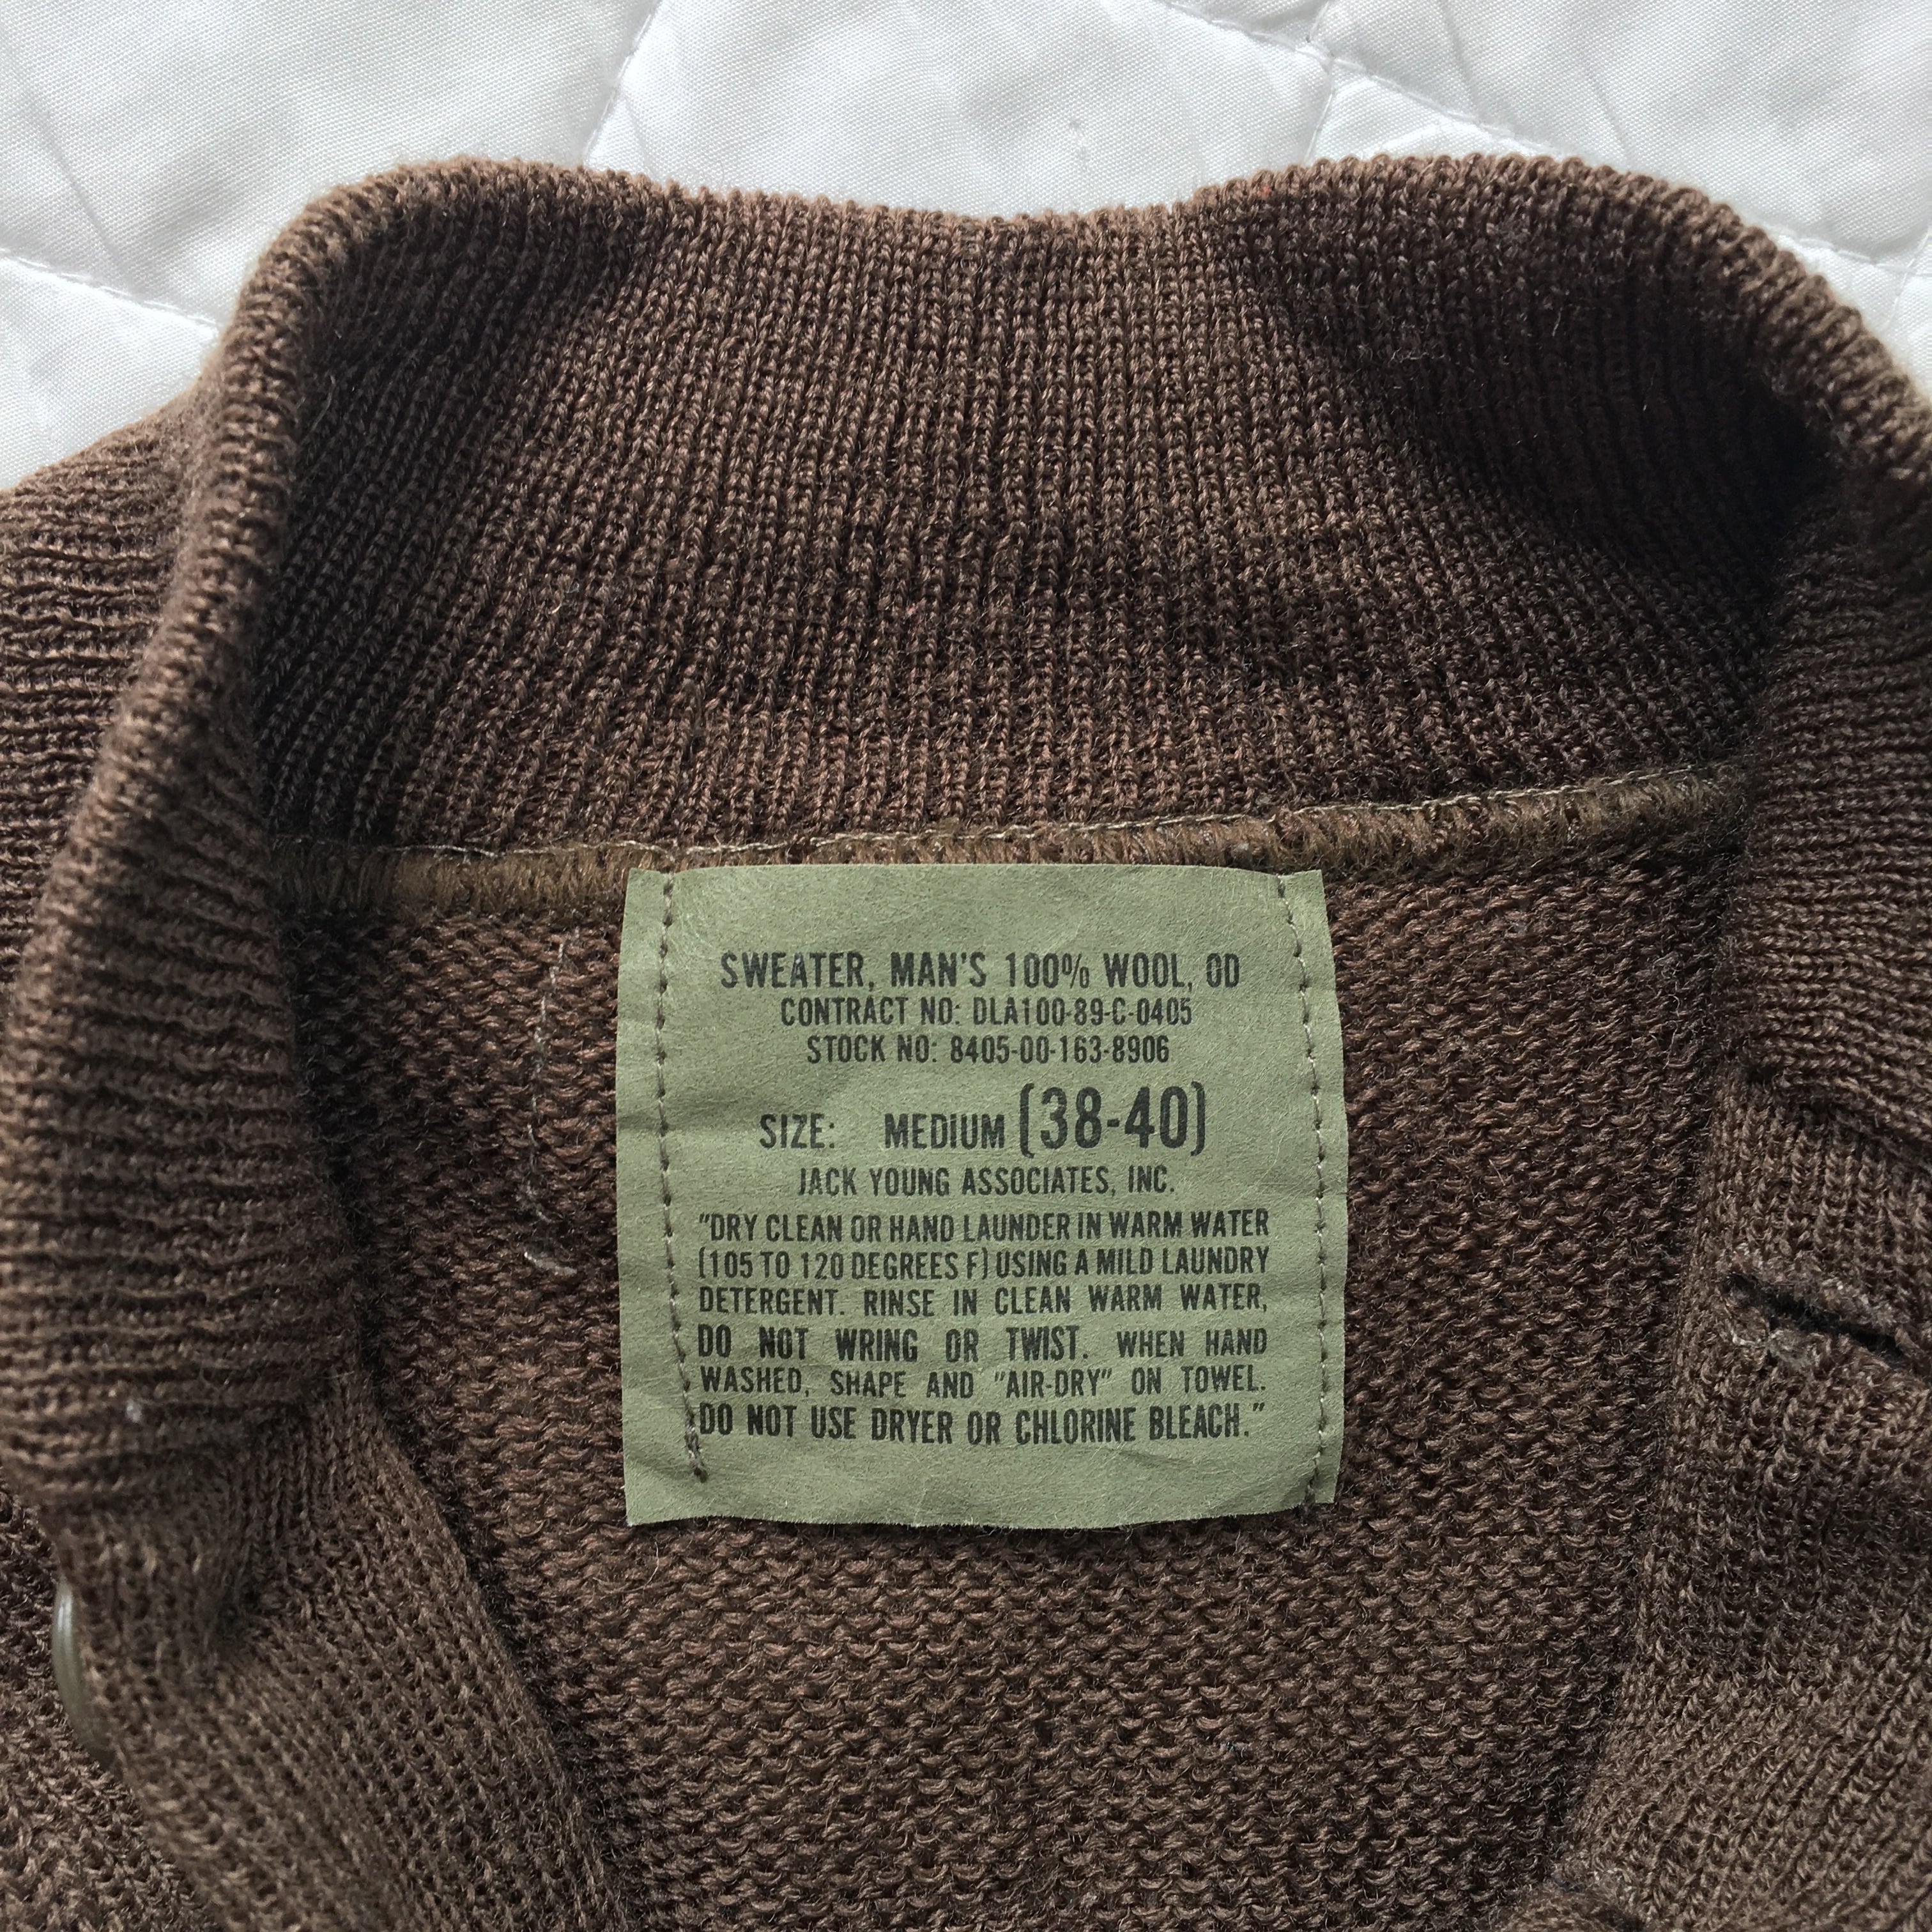 SWEATER, MAN'S 100% WOOL, OD
CONTRACT NO: DLA100-89-C-0405
STOCK NO: 8405-00-163-8906
SIZE: MEDIUM (38-40)
JACK YOUNG ASSOCIATES, INC.
"DRY CLEAN OR HAND LAUNDER IN WARM WATER
(105 TO 120 DEGREES F) USING A MILD LAUNDRY
DETERGENT. RINSE IN CLEAN WARM WATER,
DO NOT WRING OR TWIST. WHEN HAND
WASHED, SHAPE AND "AIR-DRY" ON TOWEL.
DO NOT USE DRYER OR CHLORINE BLEACH."